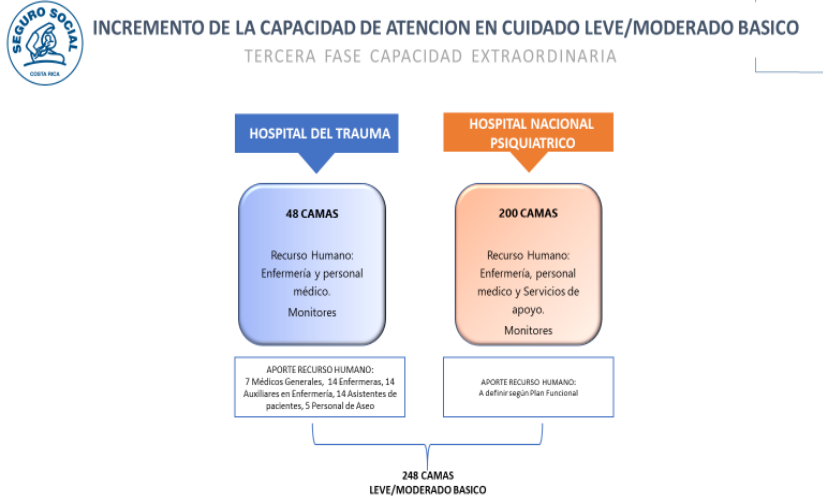 SEGURO SOCIAL
COSTA RICA
INCREMENTO DE LA CAPACIDAD DE ATENCION EN CUIDADO LEVE/MODERADO BASICO
TERCERA FASE CAPACIDAD EXTRAORDINARIA
HOSPITAL DEL TRAUMA
48 CAMAS
Recurso Humano:
Enfermería y personal
médico.
Monitores
APORTE RECURSO HUMANO:
7 Médicos Generales, 14 Enfermeras, 14
Auxiliares en Enfermería, 14 Asistentes de
pacientes, 5 Personal de Aseo
HOSPITAL NACIONAL
PSIQUIATRICO
200 CAMAS
Recurso Humano:
Enfermería, personal
medico y Servicios de
apoyo.
Monitores
APORTE RECURSO HUMANO:
A definir según Plan Funcional
248 CAMAS
LEVE/MODERADO BASICO